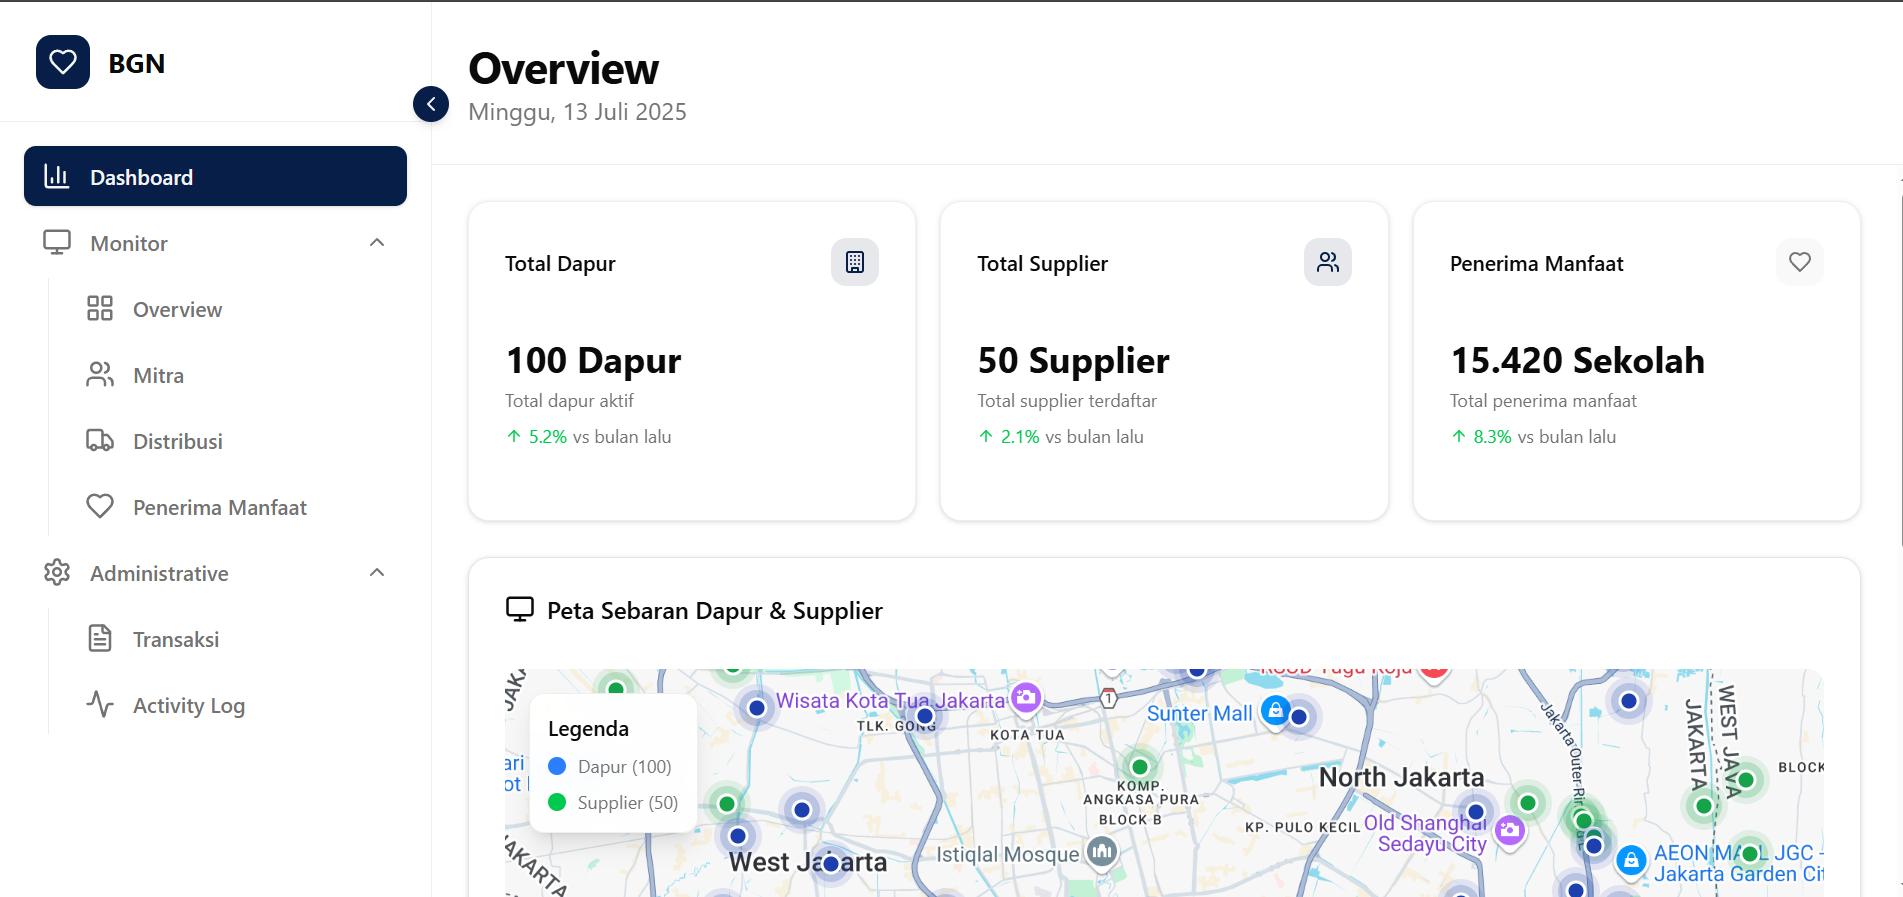 BGN
Dashboard
Monitor
Overview
Mitra
Distribusi
Penerima Manfaat
Administrative
Transaksi
Activity Log
Overview
Minggu, 13 Juli 2025
Total Dapur
100 Dapur
Total dapur aktif
5.2% vs bulan lalu
Total Supplier
50 Supplier
Total supplier terdaftar
2.1% vs bulan lalu
Penerima Manfaat
15.420 Sekolah
Total penerima manfaat
8.3% vs bulan lalu
Peta Sebaran Dapur & Supplier
Legenda
Dapur (100)
Supplier (50)
Wisata Kota Tua Jakarta
TLK. GONG
KOTA TUA
1
Sunter Mall
North Jakarta
KOMP.
ANGKASA PURA
BLOCK B
KP. PULO KECIL
Old Shanghai
Sedayu City
Istiqlal Mosque
West Jakarta
JAKARTA
WEST JAVA
JAKARTA
BLOCK
Jakarta Outer Ri
AEON MALL JGC -
Jakarta Garden Cit